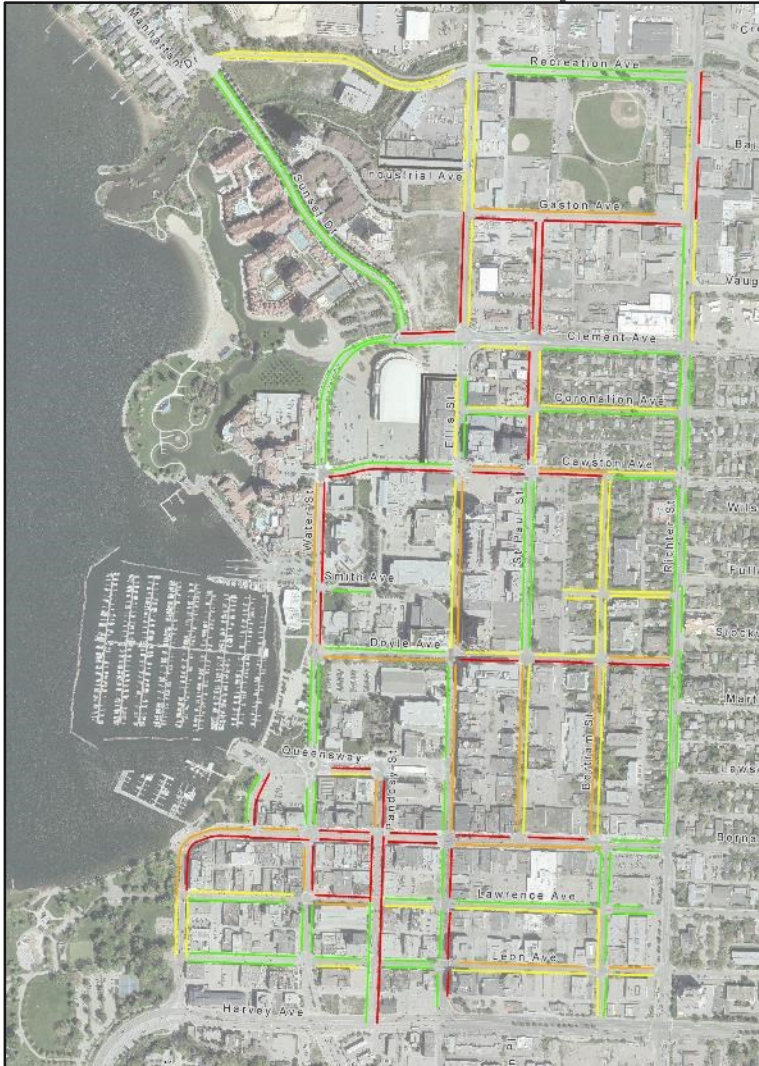 Manhattan Dr
Recreation Ave
Sunset Dr
Industrial Ave
Gaston Ave
Clement Ave
Coronation Ave
Ellis St
Cawston Ave
Water St
St Paul St
Richter St
Smith Ave
Doyle Ave
Bertram St
Queensway
Lawrence Ave
Leon Ave
Harvey Ave